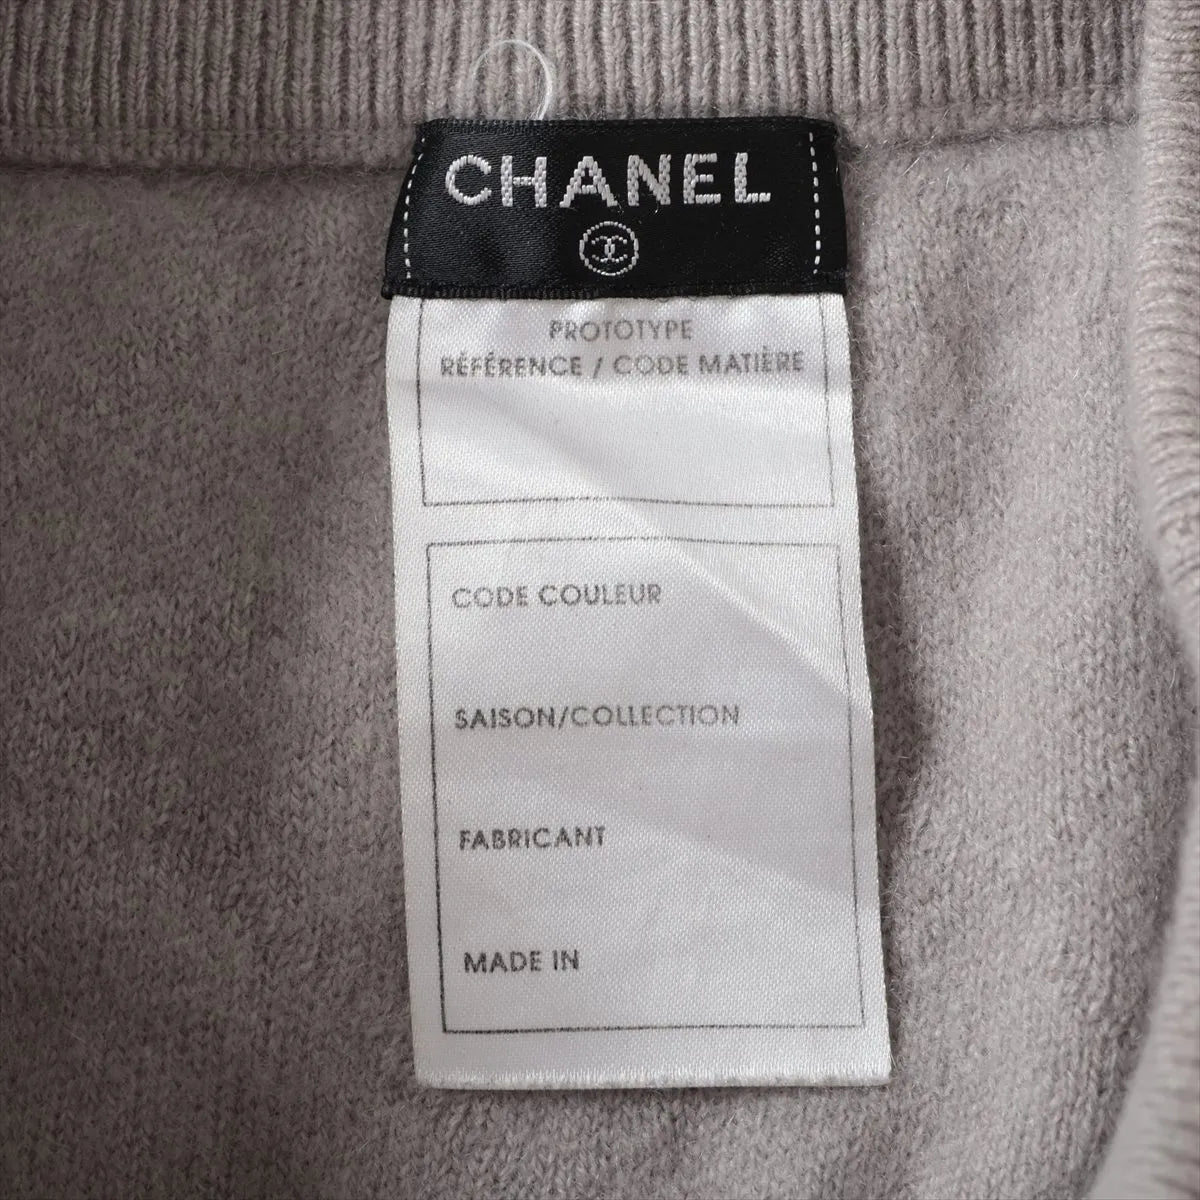 CHANEL
PROTOTYPE
RÉFÉRENCE / CODE MATIÈRE
CODE COULEUR
SAISON/COLLECTION
FABRICANT
MADE IN